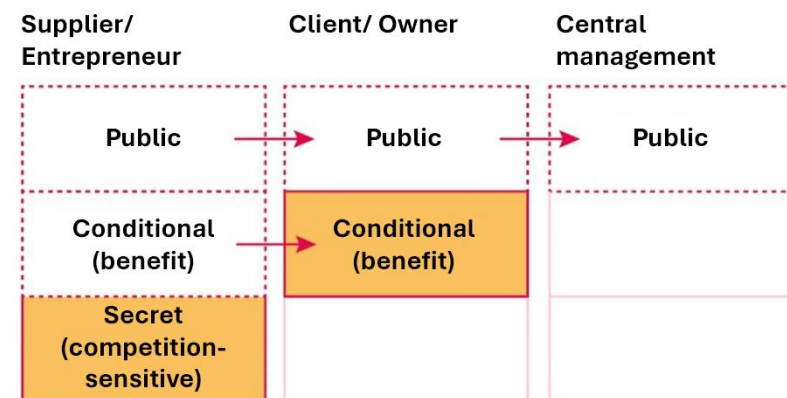 Supplier/
Entrepreneur
Client/ Owner
Central
management
Public
Public
Public
Conditional
(benefit)
Conditional
(benefit)
Secret
(competition-
sensitive)